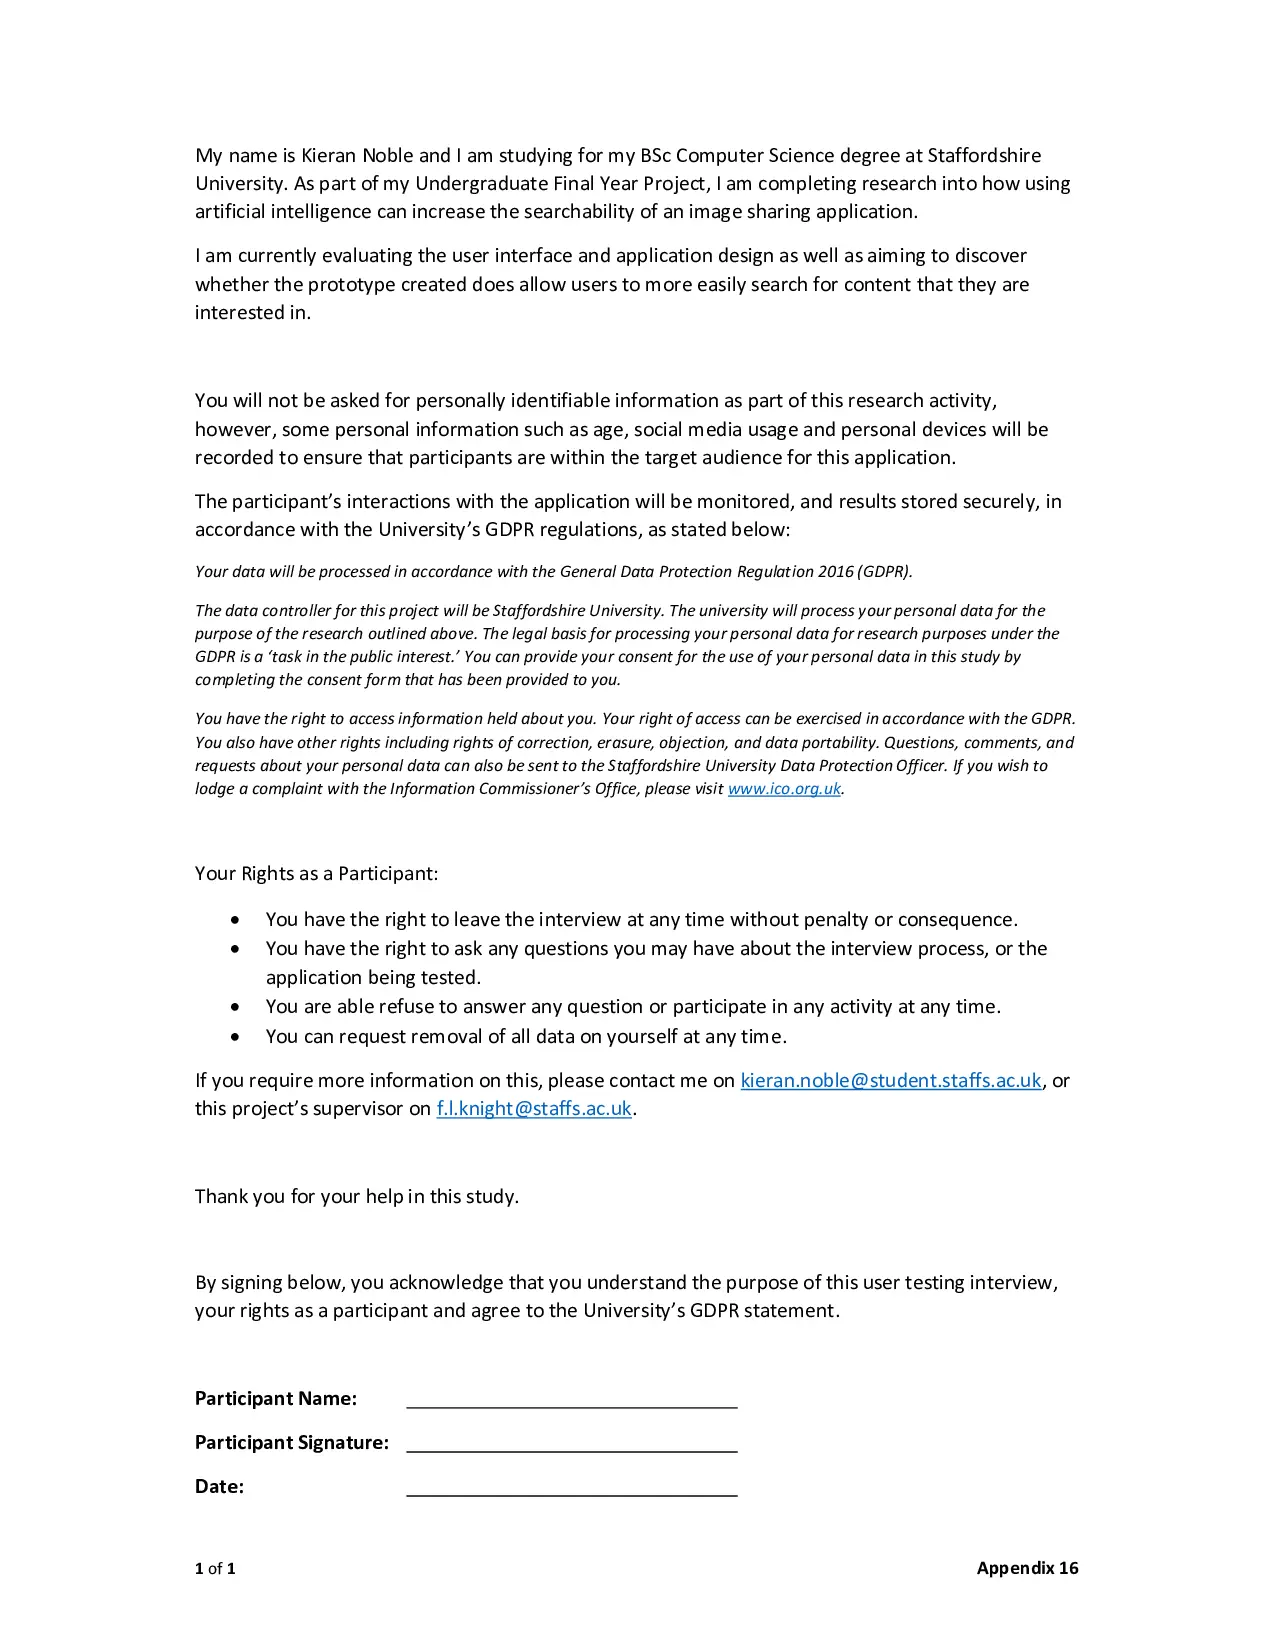 My name is Kieran Noble and I am studying for my BSc Computer Science degree at Staffordshire
University. As part of my Undergraduate Final Year Project, I am completing research into how using
artificial intelligence can increase the searchability of an image sharing application.
I am currently evaluating the user interface and application design as well as aiming to discover
whether the prototype created does allow users to more easily search for content that they are
interested in.
You will not be asked for personally identifiable information as part of this research activity,
however, some personal information such as age, social media usage and personal devices will be
recorded to ensure that participants are within the target audience for this application.
The participant’s interactions with the application will be monitored, and results stored securely, in
accordance with the University’s GDPR regulations, as stated below:
Your data will be processed in accordance with the General Data Protection Regulation 2016 (GDPR).
The data controller for this project will be Staffordshire University. The university will process your personal data for the
purpose of the research outlined above. The legal basis for processing your personal data for research purposes under the
GDPR is a ‘task in the public interest.’ You can provide your consent for the use of your personal data in this study by
completing the consent form that has been provided to you.
You have the right to access information held about you. Your right of access can be exercised in accordance with the GDPR.
You also have other rights including rights of correction, erasure, objection, and data portability. Questions, comments, and
requests about your personal data can also be sent to the Staffordshire University Data Protection Officer. If you wish to
lodge a complaint with the Information Commissioner’s Office, please visit www.ico.org.uk.
Your Rights as a Participant:
• You have the right to leave the interview at any time without penalty or consequence.
• You have the right to ask any questions you may have about the interview process, or the
application being tested.
• You are able refuse to answer any question or participate in any activity at any time.
• You can request removal of all data on yourself at any time.
If you require more information on this, please contact me on kieran.noble@student.staffs.ac.uk, or
this project’s supervisor on f.l.knight@staffs.ac.uk.
Thank you for your help in this study.
By signing below, you acknowledge that you understand the purpose of this user testing interview,
your rights as a participant and agree to the University’s GDPR statement.
Participant Name:
Participant Signature:
Date:
1 of 1 Appendix 16